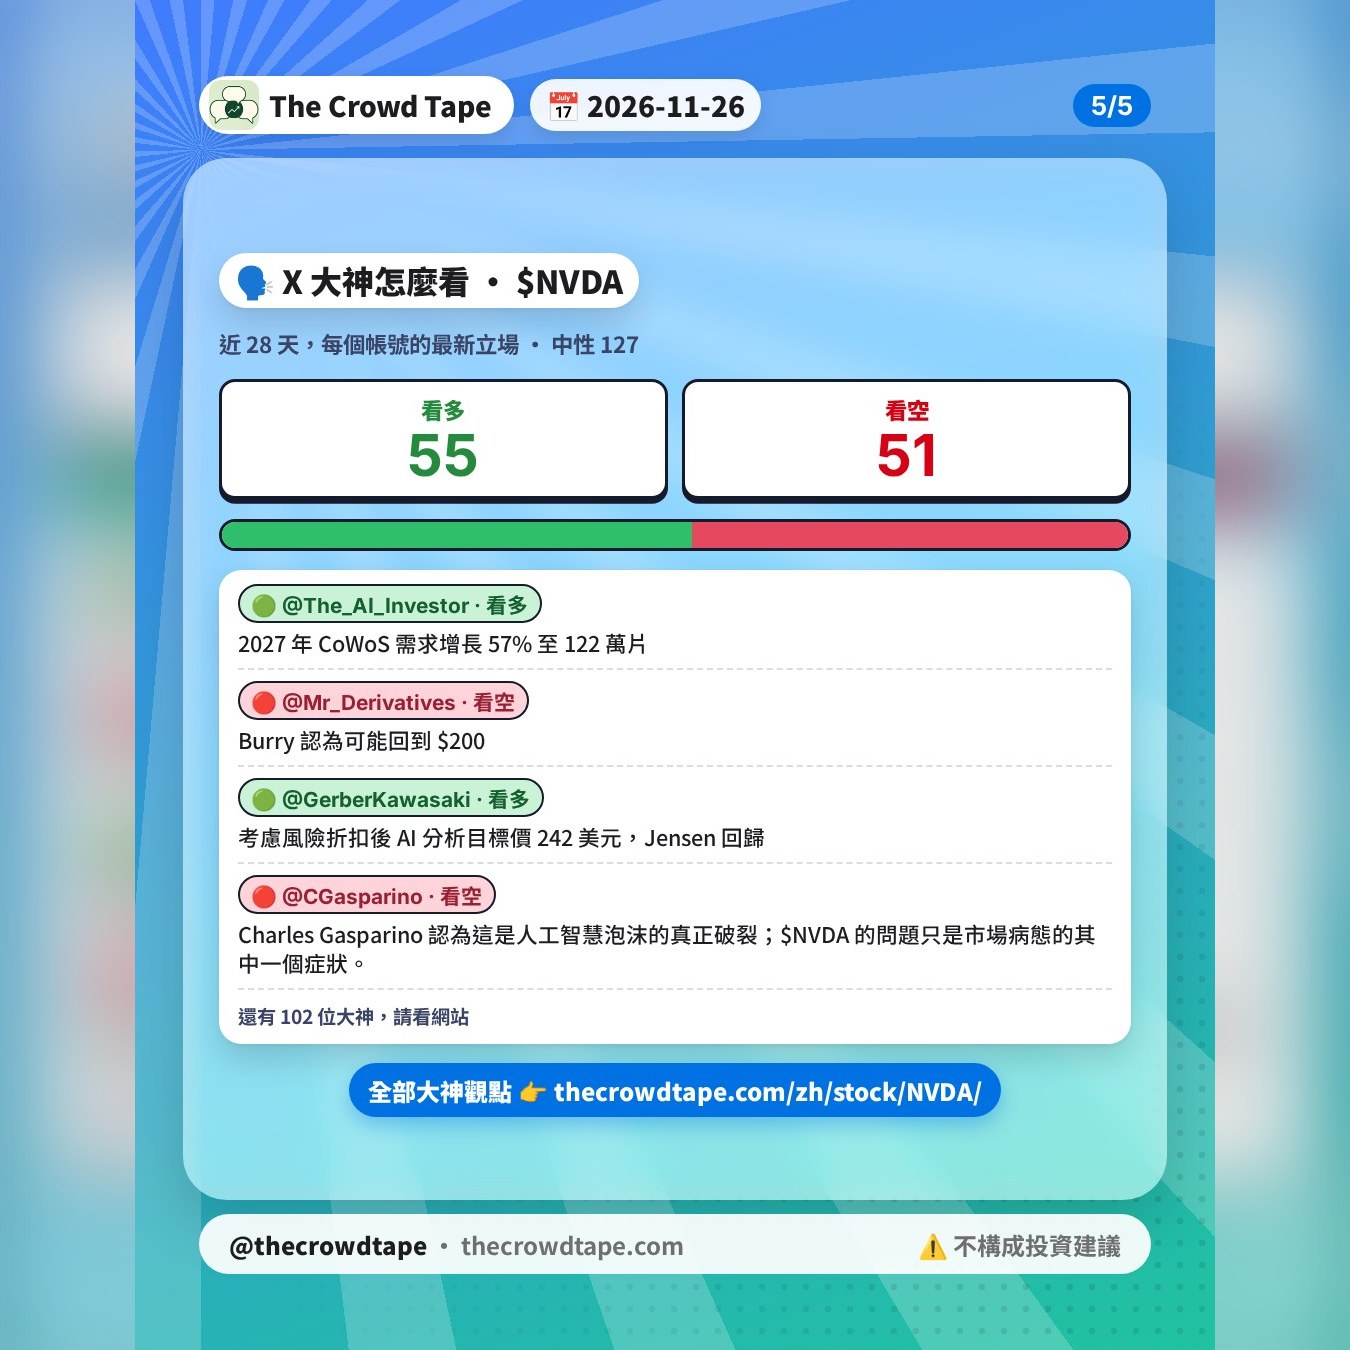 The Crowd Tape
2026-11-26
5/5
X 大神怎麼看 · $NVDA
近 28 天，每個帳號的最新立場 · 中性 127
看多
55
看空
51
@The_AI_Investor · 看多
2027 年 CoWoS 需求增長 57% 至 122 萬片
@Mr_Derivatives · 看空
Burry 認為可能回到 $200
@GerberKawasaki · 看多
考慮風險折扣後 AI 分析目標價 242 美元，Jensen 回歸
@CGasparino · 看空
Charles Gasparino 認為這是人工智慧泡沫的真正破裂；$NVDA 的問題只是市場病態的其
中一個症狀。
還有 102 位大神，請看網站
全部大神觀點 👉 thecrowdtape.com/zh/stock/NVDA/
@thecrowdtape · thecrowdtape.com
⚠️ 不構成投資建議